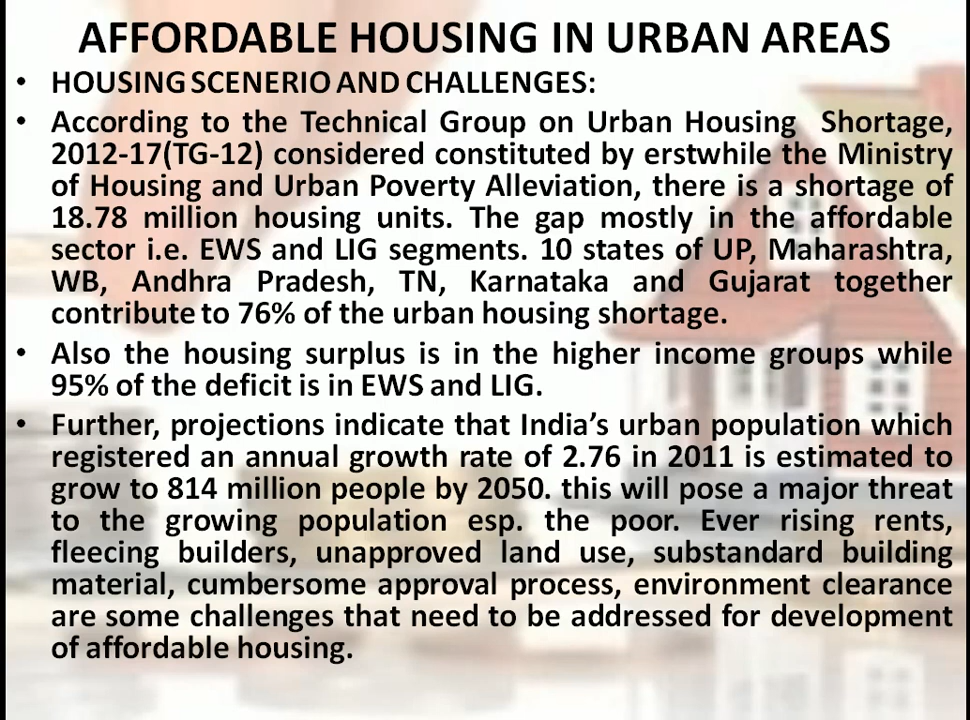 AFFORDABLE HOUSING IN URBAN AREAS
• HOUSING SCENERIO AND CHALLENGES:
• According to the Technical Group on Urban Housing Shortage,
2012-17(TG-12) considered constituted by erstwhile the Ministry
of Housing and Urban Poverty Alleviation, there is a shortage of
18.78 million housing units. The gap mostly in the affordable
sector i.e. EWS and LIG segments. 10 states of UP, Maharashtra,
WB, Andhra Pradesh, TN, Karnataka and Gujarat together
contribute to 76% of the urban housing shortage.
• Also the housing surplus is in the higher income groups while
95% of the deficit is in EWS and LIG.
• Further, projections indicate that India’s urban population which
registered an annual growth rate of 2.76 in 2011 is estimated to
grow to 814 million people by 2050. this will pose a major threat
to the growing population esp. the poor. Ever rising rents,
fleecing builders, unapproved land use, substandard building
material, cumbersome approval process, environment clearance
are some challenges that need to be addressed for development
of affordable housing.